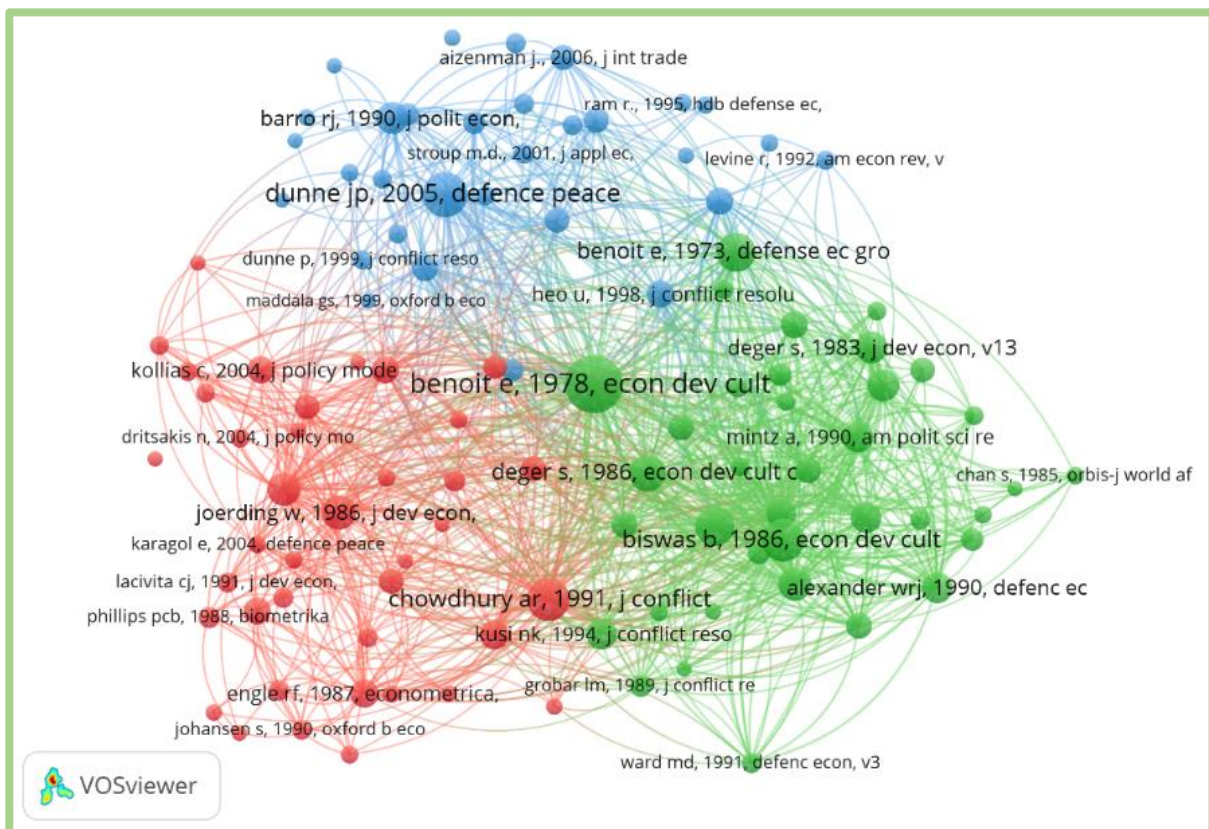 aizenman j., 2006, j int trade
ram r., 1995, hdb defense ec,
barro rj, 1990, j polit econ,
stroup m.d., 2001, j appl ec,
levine r, 1992, am econ rev, v
dunne jp, 2005, defence peace
benoit e, 1973, defense ec gro
dunne p, 1999, j conflict reso
heo u, 1998, j conflict resolu
maddala gs, 1999, oxford b eco
deger s, 1983, j dev econ, v13
kollias c, 2004, j policy mode
benoit e, 1978, econ dev cult
dritsakis n, 2004, j policy mo
mintz a, 1990, am polit sci re
deger s, 1986, econ dev cult c
chan s, 1985, orbis-j world af
joerding w, 1986, j dev econ,
biswas b, 1986, econ dev cult
karagol e, 2004, defence peace
lacivita cj, 1991, j dev econ,
alexander wrj, 1990, defenc ec
chowdhury ar, 1991, j conflict
phillips pcb, 1988, biometrika
kusi nk, 1994, j conflict reso
grobar lm, 1989, j conflict re
engle rf, 1987, econometrica,
johansen s, 1990, oxford b eco
ward md, 1991, defenc econ, v3
VOSviewer